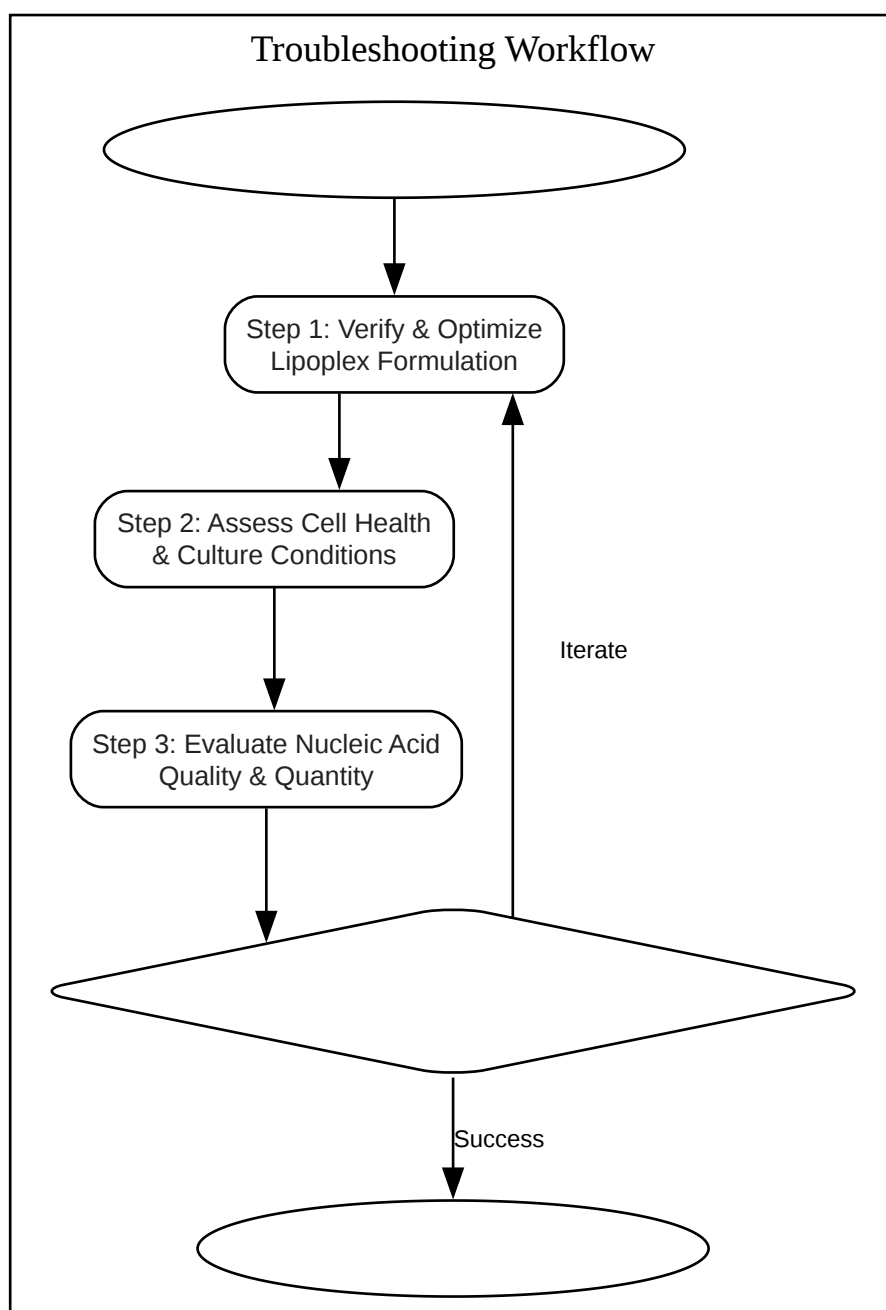 Troubleshooting Workflow
Step 1: Verify & Optimize
Lipoplex Formulation
Step 2: Assess Cell Health
& Culture Conditions
Iterate
Step 3: Evaluate Nucleic Acid
Quality & Quantity
Success